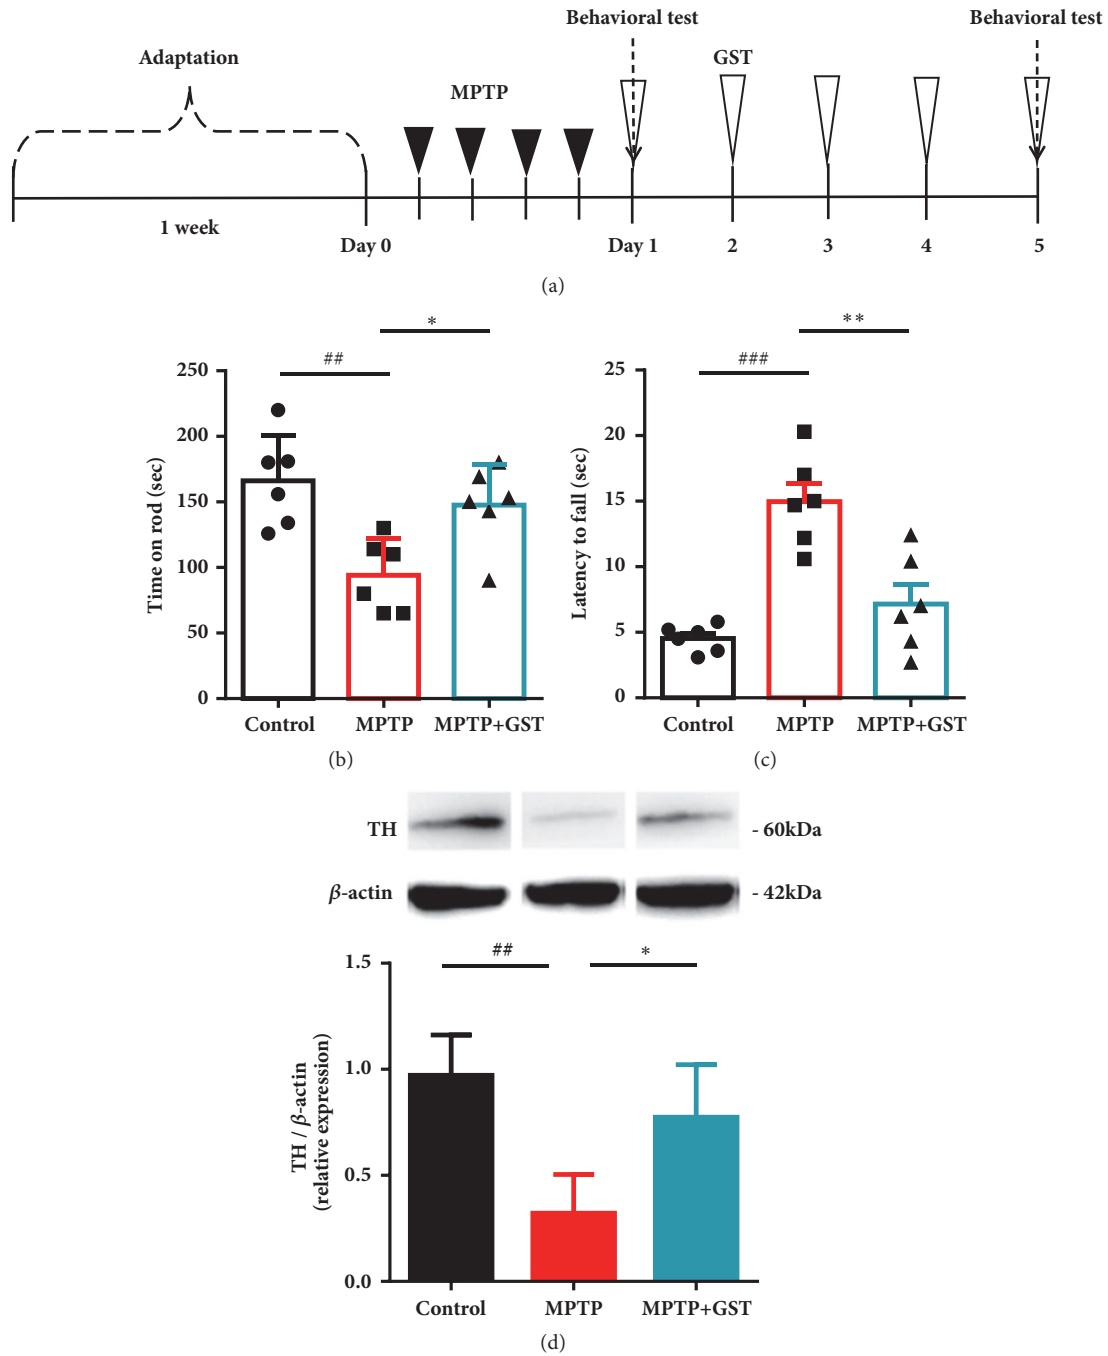 Behavioral test
Behavioral test
Adaptation
GST
MPTP
1 week
Day 0
Day 1
2
3
4
5
(a)
*
##
250
200
150
100
50
0
Time on rod (sec)
Control
MPTP
MPTP+GST
(b)
**
###
25
20
15
10
5
0
Latency to fall (sec)
Control
MPTP
MPTP+GST
(c)
TH
- 60kDa
β-actin
- 42kDa
##
*
1.5
1.0
0.5
0.0
TH / β-actin
(relative expression)
Control
MPTP
MPTP+GST
(d)